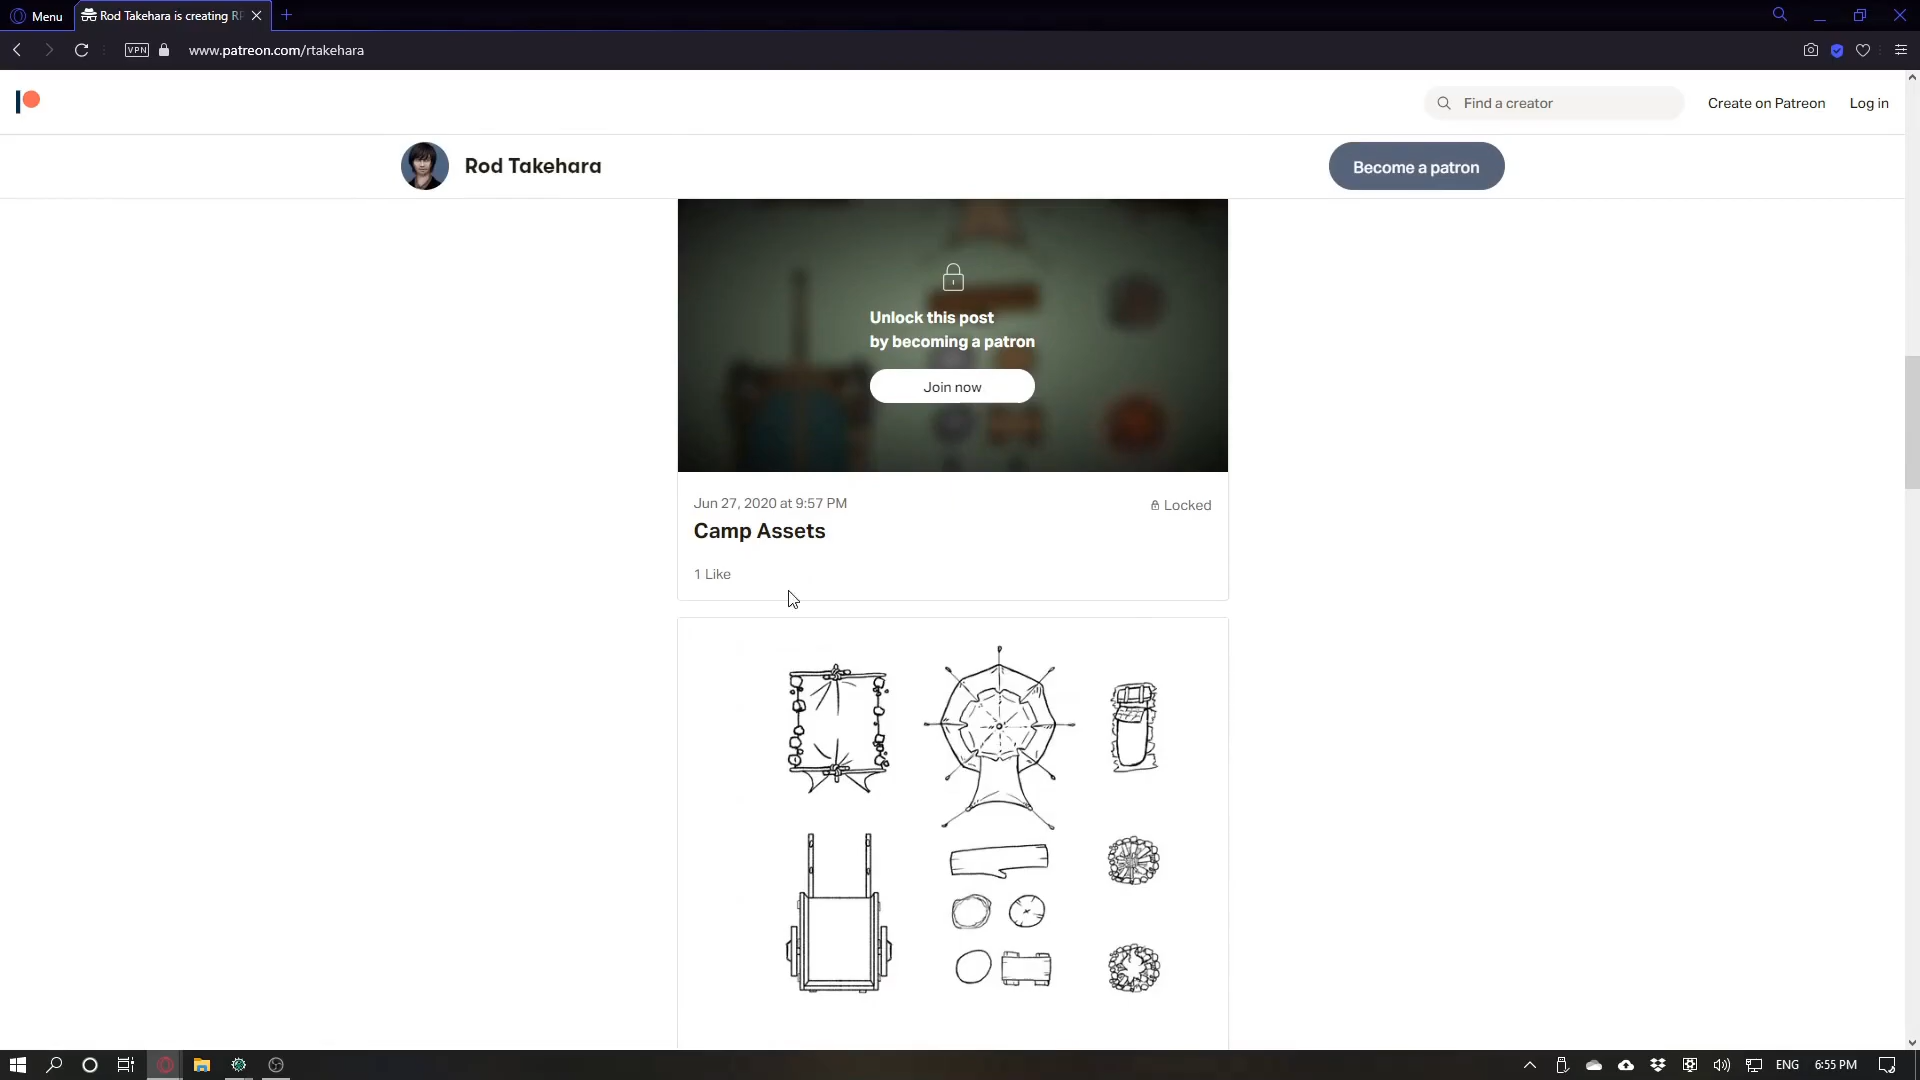 Menu
Rod Takehara is creating RP
VPN
www.patreon.com/rtakehara
Find a creator
Create on Patreon
Log in
Rod Takehara
Become a patron
Unlock this post
by becoming a patron
Join now
Jun 27, 2020 at 9:57 PM
Locked
Camp Assets
1 Like
ENG
6:55 PM